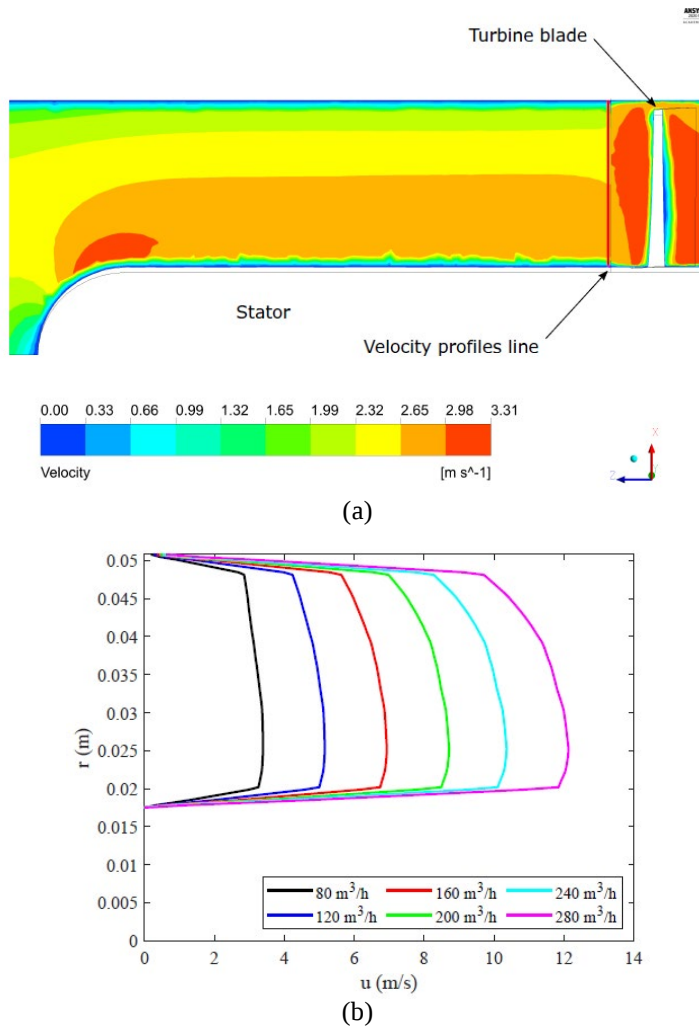 ANSYS
Turbine blade
Stator
Velocity profiles line
0.00 0.33 0.66 0.99 1.32 1.65 1.99 2.32 2.65 2.98 3.31
Velocity [m s^-1]
X
Z
(a)
0.05
0.045
0.04
0.035
0.03
0.025
0.02
0.015
0.01
0.005
0
r (m)
80 m³/h 160 m³/h 240 m³/h
120 m³/h 200 m³/h 280 m³/h
0 2 4 6 8 10 12 14
u (m/s)
(b)